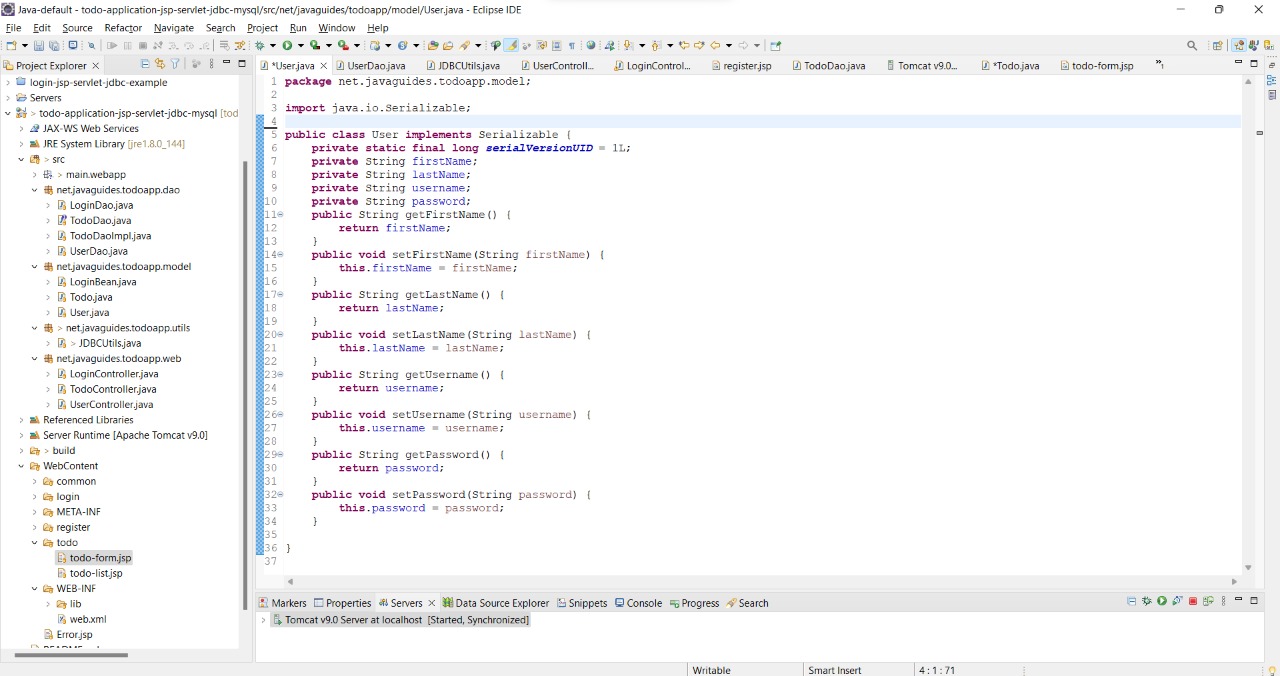 Java-default - todo-application-jsp-servlet-jdbc-mysql/src/net/javaguides/todoapp/model/User.java - Eclipse IDE
File Edit Source Refactor Navigate Search Project Run Window Help
Project Explorer
*User.java UserDao.java JDBCUtils.java UserControll... LoginControl... register.jsp TodoDao.java Tomcat v9.0... *Todo.java todo-form.jsp »1
login-jsp-servlet-jdbc-example
Servers
> todo-application-jsp-servlet-jdbc-mysql [tod
JAX-WS Web Services
JRE System Library [jre1.8.0_144]
> src
> main.webapp
net.javaguides.todoapp.dao
LoginDao.java
TodoDao.java
TodoDaoImpl.java
UserDao.java
net.javaguides.todoapp.model
LoginBean.java
Todo.java
User.java
> net.javaguides.todoapp.utils
> JDBCUtils.java
net.javaguides.todoapp.web
LoginController.java
TodoController.java
UserController.java
Referenced Libraries
Server Runtime [Apache Tomcat v9.0]
> build
WebContent
common
login
META-INF
register
todo
todo-form.jsp
todo-list.jsp
WEB-INF
lib
web.xml
Error.jsp
1 package net.javaguides.todoapp.model;
2
3 import java.io.Serializable;
4
5 public class User implements Serializable {
6 private static final long serialVersionUID = 1L;
7 private String firstName;
8 private String lastName;
9 private String username;
10 private String password;
11 public String getFirstName() {
12 return firstName;
13 }
14 public void setFirstName(String firstName) {
15 this.firstName = firstName;
16 }
17 public String getLastName() {
18 return lastName;
19 }
20 public void setLastName(String lastName) {
21 this.lastName = lastName;
22 }
23 public String getUsername() {
24 return username;
25 }
26 public void setUsername(String username) {
27 this.username = username;
28 }
29 public String getPassword() {
30 return password;
31 }
32 public void setPassword(String password) {
33 this.password = password;
34 }
35
36 }
37
Markers Properties Servers Data Source Explorer Snippets Console Progress Search
Tomcat v9.0 Server at localhost [Started, Synchronized]
Writable Smart Insert 4 : 1 : 71